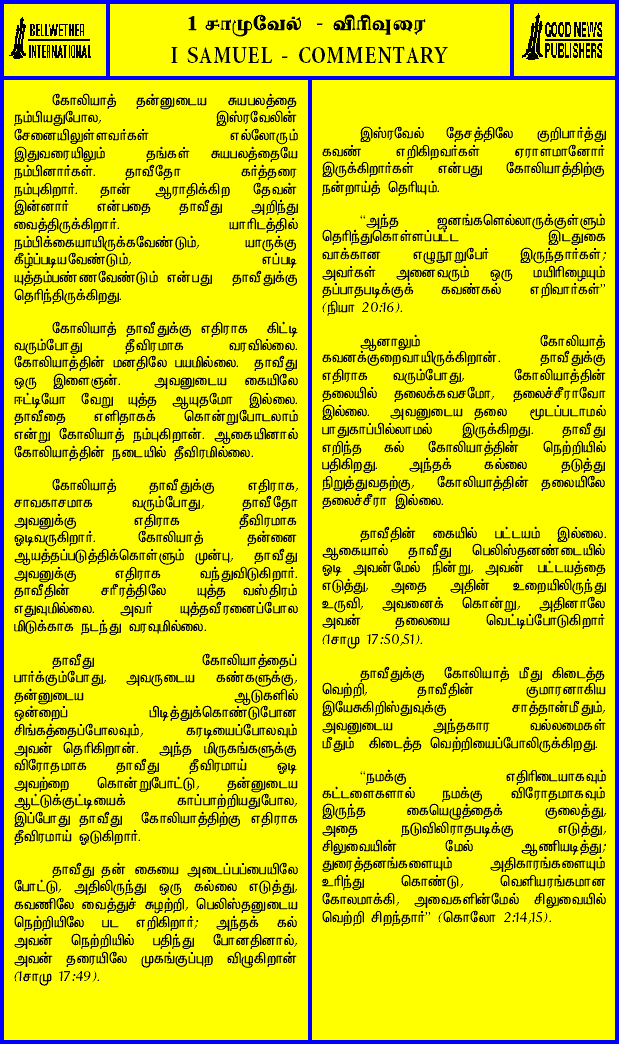 BELLWETHER
INTERNATIONAL
1 சாமுவேல் - விரிவுரை
I SAMUEL - COMMENTARY
GOOD NEWS
PUBLISHERS
கோலியாத் தன்னுடைய சுயபலத்தை
நம்பியதுபோல, இஸ்ரவேலின்
சேனையிலுள்ளவர்கள் எல்லோரும்
இதுவரையிலும் தங்கள் சுயபலத்தையே
நம்பினார்கள். தாவீதோ கர்த்தரை
நம்புகிறார். தான் ஆராதிக்கிற தேவன்
இன்னார் என்பதை தாவீது அறிந்து
வைத்திருக்கிறார். யாரிடத்தில்
நம்பிக்கையாயிருக்கவேண்டும், யாருக்கு
கீழ்ப்படியவேண்டும், எப்படி
யுத்தம்பண்ணவேண்டும் என்பது தாவீதுக்கு
தெரிந்திருக்கிறது.
கோலியாத் தாவீதுக்கு எதிராக கிட்டி
வரும்போது தீவிரமாக வரவில்லை.
கோலியாத்தின் மனதிலே பயமில்லை. தாவீது
ஒரு இளைஞன். அவனுடைய கையிலே
ஈட்டியோ வேறு யுத்த ஆயுதமோ இல்லை.
தாவீதை எளிதாகக் கொன்றுபோடலாம்
என்று கோலியாத் நம்புகிறான். ஆகையினால்
கோலியாத்தின் நடையில் தீவிரமில்லை.
கோலியாத் தாவீதுக்கு எதிராக,
சாவகாசமாக வரும்போது, தாவீதோ
அவனுக்கு எதிராக தீவிரமாக
ஓடிவருகிறார். கோலியாத் தன்னை
ஆயத்தப்படுத்திக்கொள்ளும் முன்பு, தாவீது
அவனுக்கு எதிராக வந்துவிடுகிறார்.
தாவீதின் சரீரத்திலே யுத்த வஸ்திரம்
எதுவுமில்லை. அவர் யுத்தவீரனைப்போல
மிடுக்காக நடந்து வரவுமில்லை.
தாவீது கோலியாத்தைப்
பார்க்கும்போது, அவருடைய கண்களுக்கு,
தன்னுடைய ஆடுகளில்
ஒன்றைப் பிடித்துக்கொண்டுபோன
சிங்கத்தைப்போலவும், கரடியைப்போலவும்
அவன் தெரிகிறான். அந்த மிருகங்களுக்கு
விரோதமாக தாவீது தீவிரமாய் ஓடி
அவற்றை கொன்றுபோட்டு, தன்னுடைய
ஆட்டுக்குட்டியைக் காப்பாற்றியதுபோல,
இப்போது தாவீது கோலியாத்திற்கு எதிராக
தீவிரமாய் ஓடுகிறார்.
தாவீது தன் கையை அடைப்பப்பையிலே
போட்டு, அதிலிருந்து ஒரு கல்லை எடுத்து,
கவணிலே வைத்துச் சுழற்றி, பெலிஸ்தனுடைய
நெற்றியிலே பட எறிகிறார்; அந்தக் கல்
அவன் நெற்றியில் பதிந்து போனதினால்,
அவன் தரையிலே முகங்குப்புற விழுகிறான்
(1சாமு 17:49).
இஸ்ரவேல் தேசத்திலே குறிபார்த்து
கவண் எறிகிறவர்கள் ஏராளமானோர்
இருக்கிறார்கள் என்பது கோலியாத்திற்கு
நன்றாய்த் தெரியும்.
“அந்த ஜனங்களெல்லாருக்குள்ளும்
தெரிந்துகொள்ளப்பட்ட இடதுகை
வாக்கான எழுநூறுபேர் இருந்தார்கள்;
அவர்கள் அனைவரும் ஒரு மயிரிழையும்
தப்பாதபடிக்குக் கவண்கல் எறிவார்கள்”
(நியா 20:16).
ஆனாலும் கோலியாத்
கவனக்குறைவாயிருக்கிறான். தாவீதுக்கு
எதிராக வரும்போது, கோலியாத்தின்
தலையில் தலைக்கவசமோ, தலைச்சீராவோ
இல்லை. அவனுடைய தலை மூடப்படாமல்
பாதுகாப்பில்லாமல் இருக்கிறது. தாவீது
எறிந்த கல் கோலியாத்தின் நெற்றியில்
பதிகிறது. அந்தக் கல்லை தடுத்து
நிறுத்துவதற்கு, கோலியாத்தின் தலையிலே
தலைச்சீரா இல்லை.
தாவீதின் கையில் பட்டயம் இல்லை.
ஆகையால் தாவீது பெலிஸ்தனண்டையில்
ஓடி அவன்மேல் நின்று, அவன் பட்டயத்தை
எடுத்து, அதை அதின் உறையிலிருந்து
உருவி, அவனைக் கொன்று, அதினாலே
அவன் தலையை வெட்டிப்போடுகிறார்
(1சாமு 17:50,51).
தாவீதுக்கு கோலியாத் மீது கிடைத்த
வெற்றி, தாவீதின் குமாரனாகிய
இயேசுகிறிஸ்துவுக்கு சாத்தான்மீதும்,
அவனுடைய அந்தகார வல்லமைகள்
மீதும் கிடைத்த வெற்றியைப்போலிருக்கிறது.
“நமக்கு எதிரிடையாகவும்
கட்டளைகளால் நமக்கு விரோதமாகவும்
இருந்த கையெழுத்தைக் குலைத்து,
அதை நடுவிலிராதபடிக்கு எடுத்து,
சிலுவையின் மேல் ஆணியடித்து;
துரைத்தனங்களையும் அதிகாரங்களையும்
உரிந்து கொண்டு, வெளியரங்கமான
கோலமாக்கி, அவைகளின்மேல் சிலுவையில்
வெற்றி சிறந்தார்” (கொலோ 2:14,15).